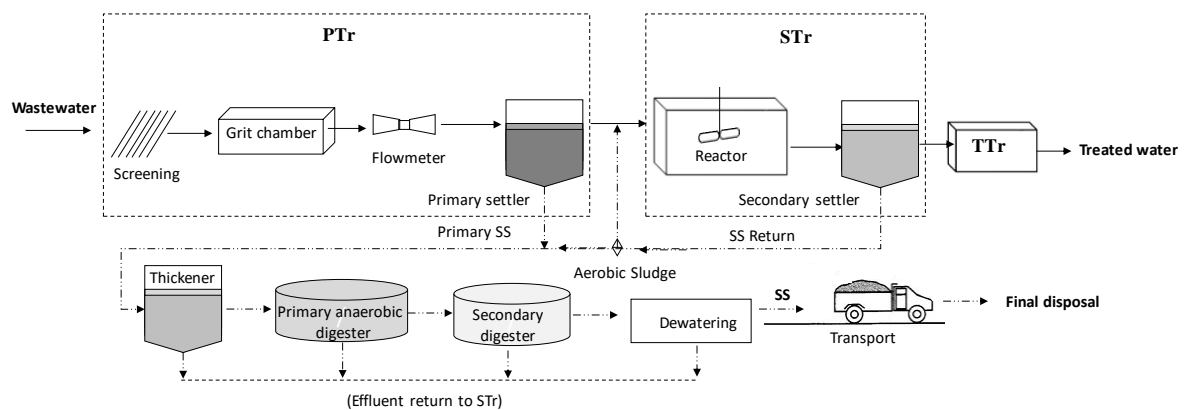 PTr
STr
Wastewater
Grit chamber
Flowmeter
Screening
Primary settler
Reactor
Secondary settler
TTr
Treated water
Primary SS
SS Return
Aerobic Sludge
Thickener
Primary anaerobic
digester
Secondary
digester
Dewatering
SS
Transport
Final disposal
(Effluent return to STr)